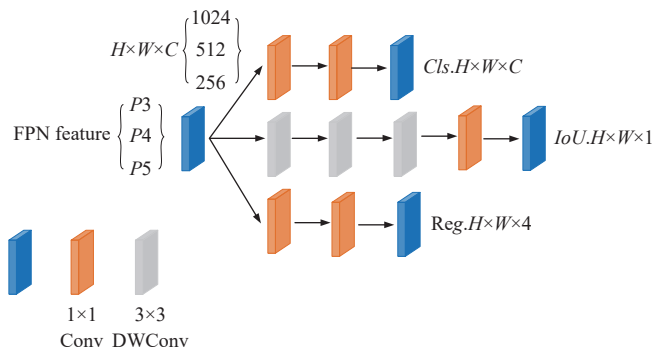 1024
H×W×C
512
256
Cls.H×W×C
P3
FPN feature
P4
P5
IoU.H×W×1
Reg.H×W×4
1×1
Conv
3×3
DWConv